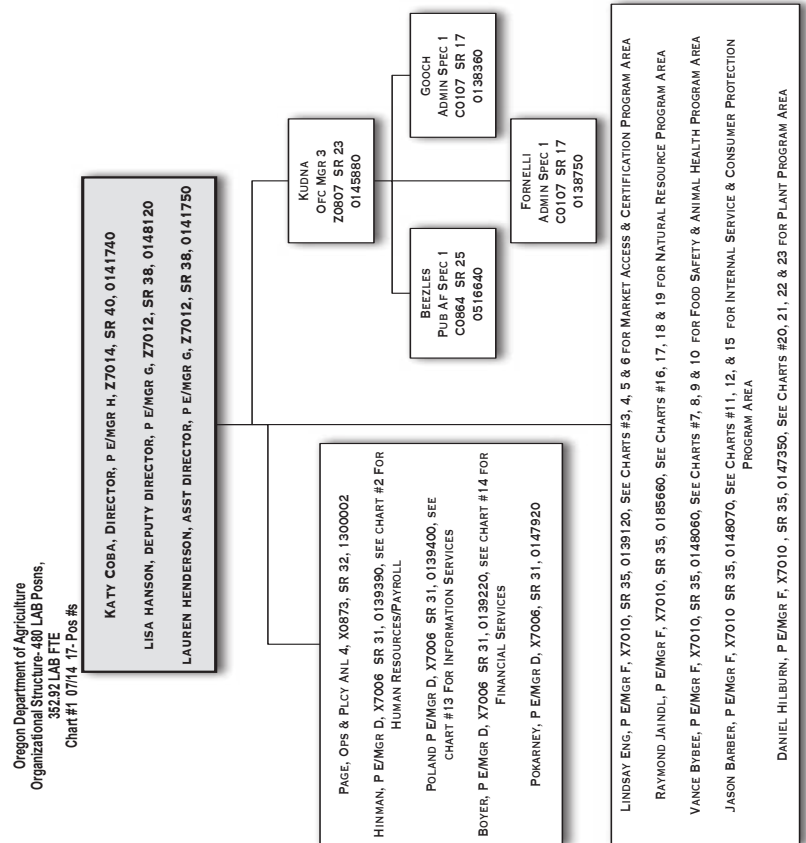 Oregon Department of Agriculture
Organizational Structure- 480 LAB Posns,
352.92 LAB FTE
Chart #1 07/14 17- Pos #s
KATY COBA, DIRECTOR, P E/MGR H, Z7014, SR 40, 0141740
LISA HANSON, DEPUTY DIRECTOR, P E/MGR G, Z7012, SR 38, 0148120
LAUREN HENDERSON, ASST DIRECTOR, P E/MGR G, Z7012, SR 38, 0141750
PAGE, OPS & PLCY ANL 4, X0873, SR 32, 1300002
HINMAN, P E/MGR D, X7006 SR 31, 0139390, SEE CHART #2 FOR
HUMAN RESOURCES/PAYROLL
POLAND P E/MGR D, X7006 SR 31, 0139400, SEE
CHART #13 FOR INFORMATION SERVICES
BOYER, P E/MGR D, X7006 SR 31, 0139220, SEE CHART #14 FOR
FINANCIAL SERVICES
POKARNEY, P E/MGR D, X7006, SR 31, 0147920
KUDNA
OFC MGR 3
Z0807 SR 23
0145880
BEEZLES
PUB AF SPEC 1
C0864 SR 25
0516640
GOOCH
ADMIN SPEC 1
C0107 SR 17
0138360
FORNELLI
ADMIN SPEC 1
C0107 SR 17
0138750
LINDSAY ENG, P E/MGR F, X7010, SR 35, 0139120, SEE CHARTS #3, 4, 5 & 6 FOR MARKET ACCESS & CERTIFICATION PROGRAM AREA
RAYMOND JAINDL, P E/MGR F, X7010, SR 35, 0185660, SEE CHARTS #16, 17, 18 & 19 FOR NATURAL RESOURCE PROGRAM AREA
VANCE BYBEE, P E/MGR F, X7010, SR 35, 0148060, SEE CHARTS #7, 8, 9 & 10 FOR FOOD SAFETY & ANIMAL HEALTH PROGRAM AREA
JASON BARBER, P E/MGR F, X7010 SR 35, 0148070, SEE CHARTS #11, 12, & 15 FOR INTERNAL SERVICE & CONSUMER PROTECTION
PROGRAM AREA
DANIEL HILBURN, P E/MGR F, X7010 , SR 35, 0147350, SEE CHARTS #20, 21, 22 & 23 FOR PLANT PROGRAM AREA